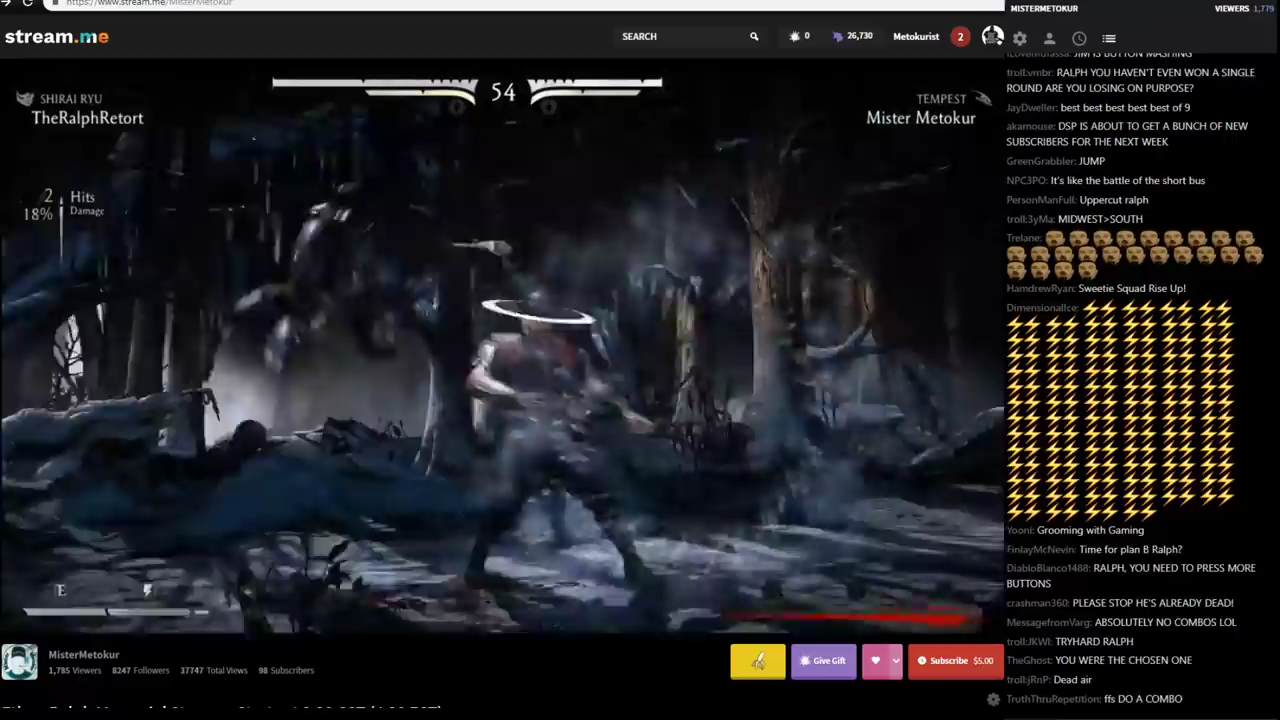 https://www.stream.me/MisterMetokur
MISTERMETOKUR
VIEWERS 1,779
stream.me
SEARCH
0
26,730
Metokurist
2
SHIRAI RYU
TheRalphRetort
54
TEMPEST
Mister Metokur
2 Hits
18% Damage
E
troll:vmbr: RALPH YOU HAVEN'T EVEN WON A SINGLE
ROUND ARE YOU LOSING ON PURPOSE?
JayDweller: best best best best best of 9
akamouse: DSP IS ABOUT TO GET A BUNCH OF NEW
SUBSCRIBERS FOR THE NEXT WEEK
GreenGrabbler: JUMP
NPC3PO: It's like the battle of the short bus
PersonManFull: Uppercut ralph
troll:3yMa: MIDWEST>SOUTH
Trelane:
HamdrewRyan: Sweetie Squad Rise Up!
DimensionalIce:
Yooni: Grooming with Gaming
FinlayMcNevin: Time for plan B Ralph?
DiabloBlanco1488: RALPH, YOU NEED TO PRESS MORE
BUTTONS
crashman360: PLEASE STOP HE'S ALREADY DEAD!
MessagefromVarg: ABSOLUTELY NO COMBOS LOL
troll:JKWI: TRYHARD RALPH
TheGhost: YOU WERE THE CHOSEN ONE
troll:jRnP: Dead air
TruthThruRepetition: ffs DO A COMBO
MisterMetokur
1,785 Viewers 8247 Followers 37747 Total Views 98 Subscribers
Give Gift
Subscribe $5.00